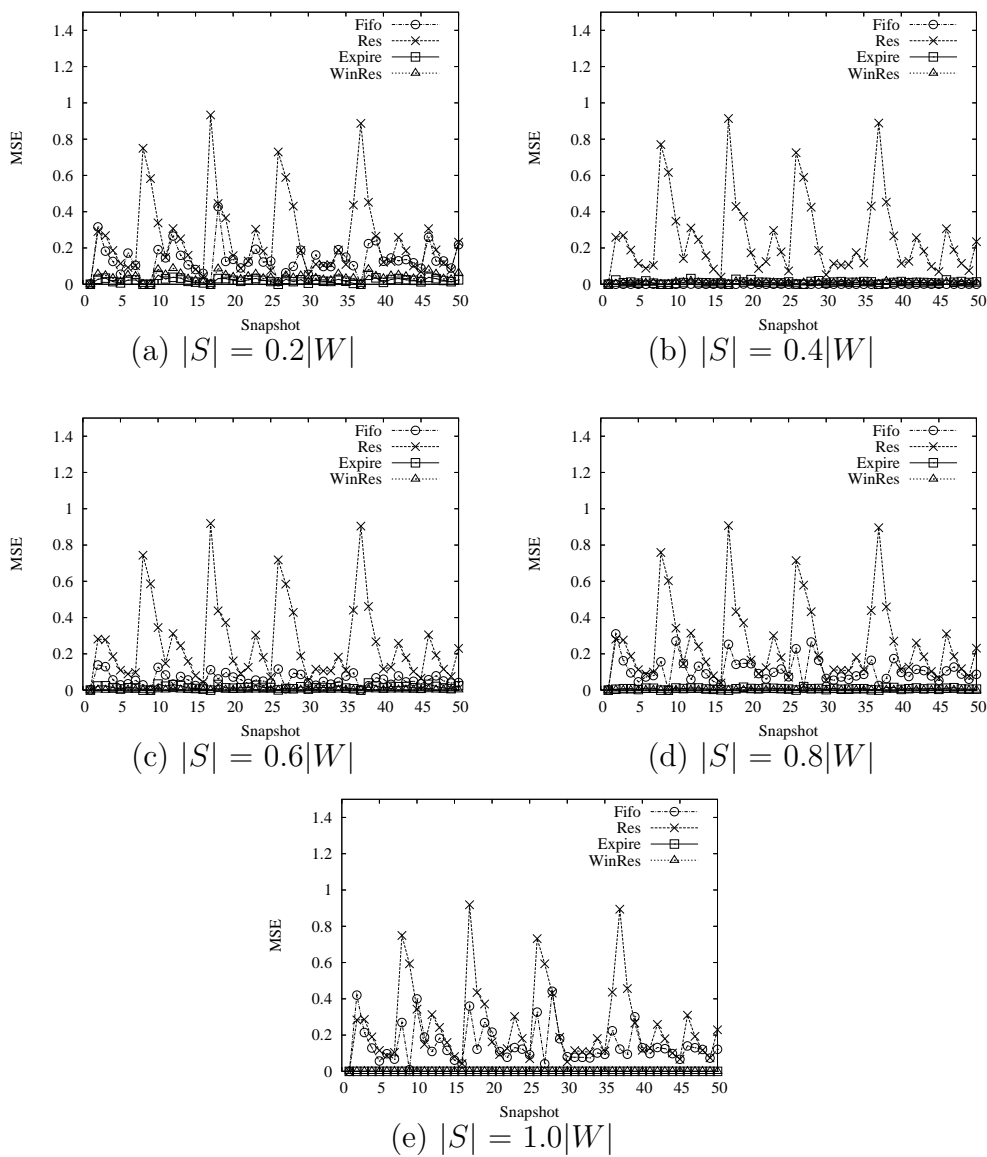 1.4
1.2
1
0.8
0.6
0.4
0.2
0
MSE
Fifo
Res
Expire
WinRes
0 5 10 15 20 25 30 35 40 45 50
Snapshot
(a) |S| = 0.2|W|
1.4
1.2
1
0.8
0.6
0.4
0.2
0
MSE
Fifo
Res
Expire
WinRes
0 5 10 15 20 25 30 35 40 45 50
Snapshot
(b) |S| = 0.4|W|
1.4
1.2
1
0.8
0.6
0.4
0.2
0
MSE
Fifo
Res
Expire
WinRes
0 5 10 15 20 25 30 35 40 45 50
Snapshot
(c) |S| = 0.6|W|
1.4
1.2
1
0.8
0.6
0.4
0.2
0
MSE
Fifo
Res
Expire
WinRes
0 5 10 15 20 25 30 35 40 45 50
Snapshot
(d) |S| = 0.8|W|
1.4
1.2
1
0.8
0.6
0.4
0.2
0
MSE
Fifo
Res
Expire
WinRes
0 5 10 15 20 25 30 35 40 45 50
Snapshot
(e) |S| = 1.0|W|